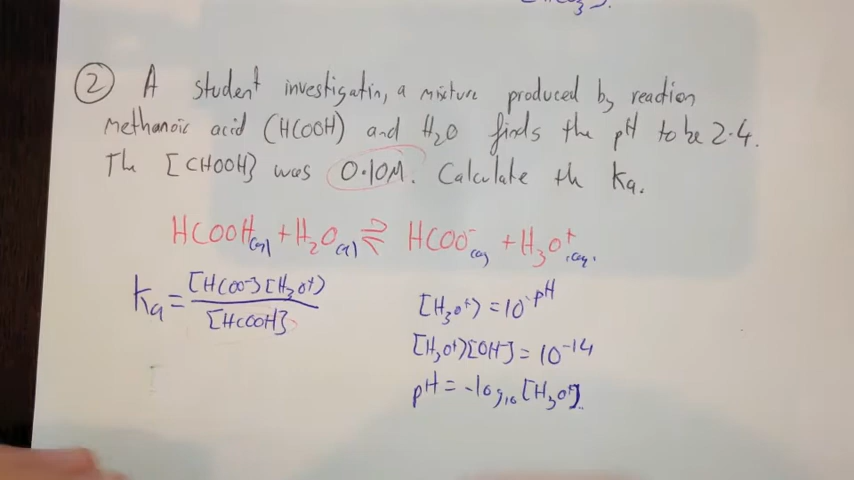 ② A student investigatin, a mixture produced by reaction
methanoic acid (HCOOH) and H₂O finds the pH to be 2.4.
Th [CHOOH] was 0.10M. Calculate th Ka.
HCOOH(aq) + H₂O(l) ⇌ HCOO⁻(aq) + H₃O⁺(aq).
Ka = [HCOO⁻][H₃O⁺] / [HCOOH]
[H₃O⁺] = 10^-pH
[H₃O⁺][OH⁻] = 10⁻¹⁴
pH = -log₁₀[H₃O⁺]